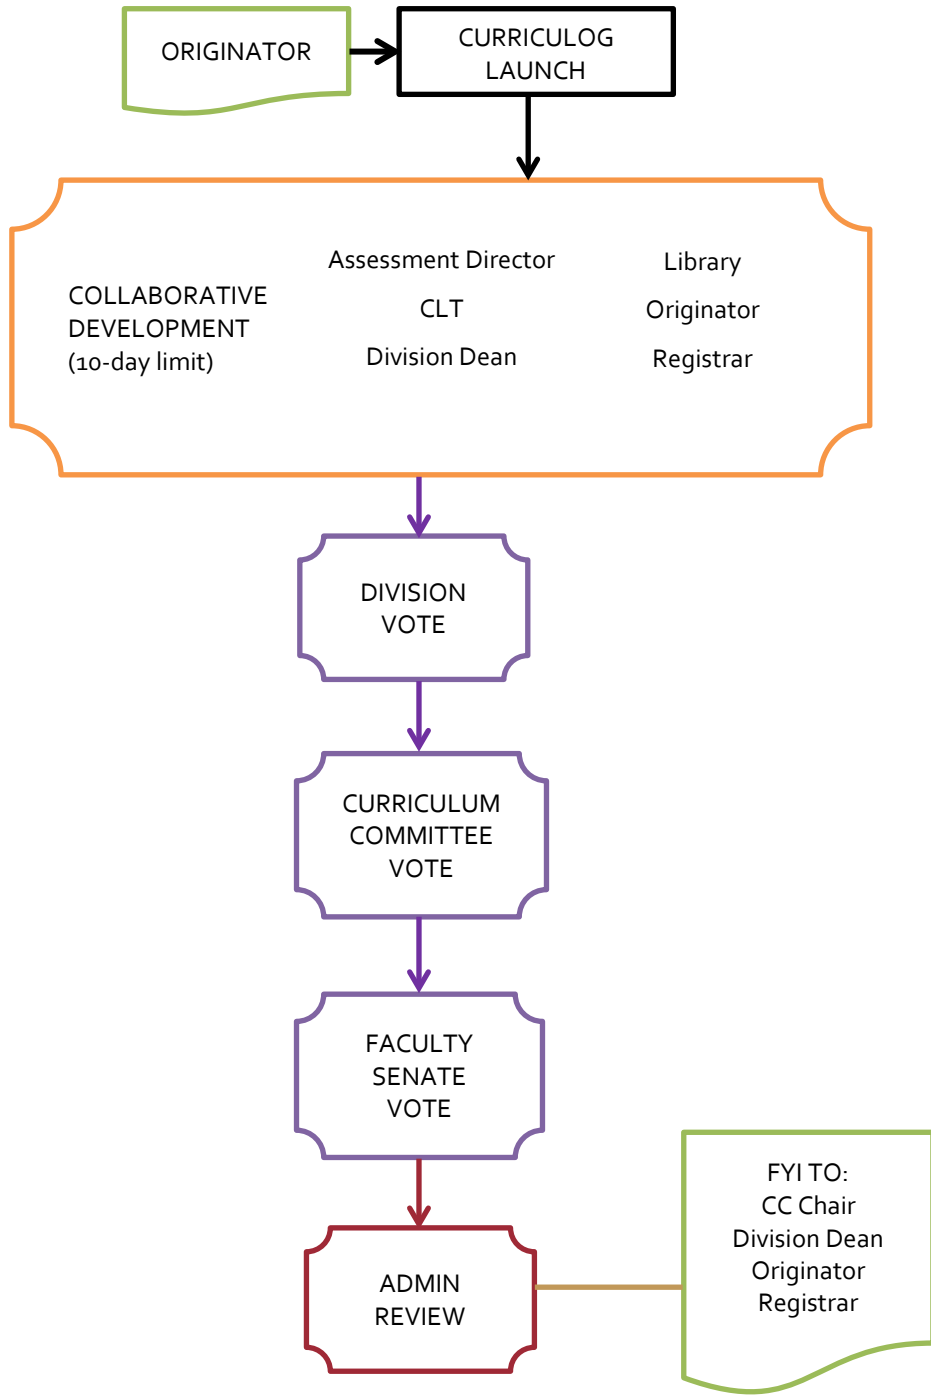 ORIGINATOR
CURRICULOG
LAUNCH
COLLABORATIVE
DEVELOPMENT
(10-day limit)
Assessment Director
CLT
Division Dean
Library
Originator
Registrar
DIVISION
VOTE
CURRICULUM
COMMITTEE
VOTE
FACULTY
SENATE
VOTE
ADMIN
REVIEW
FYI TO:
CC Chair
Division Dean
Originator
Registrar